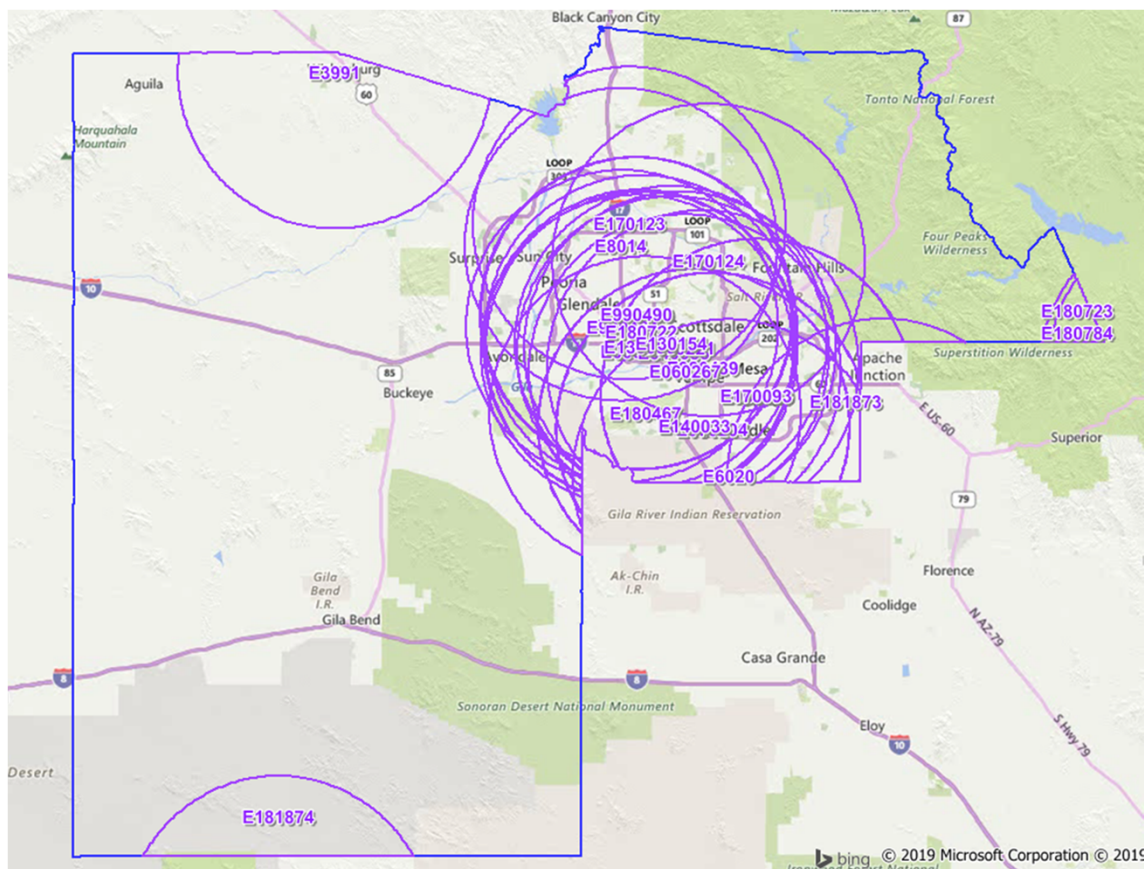 Black Canyon City
87
E3991
Aguila
60
Tonto National Forest
Harquahala
Mountain
LOOP
17
E170123
LOOP
101
E8014
Surprise
Sun City
E170124
Fountain Hills
Four Peaks
Wilderness
Peoria
10
51
Glendale
E990490
E180723
E180722
Scottsdale
LOOP
202
E130154
E180784
Superstition Wilderness
Avondale
Apache
Junction
85
E060267
Mesa
Buckeye
Gila
E170093
E181873
E180467
E US-60
E140033
Superior
E6020
79
Gila River Indian Reservation
Florence
Gila
Bend
I.R.
Ak-Chin
I.R.
Coolidge
Gila Bend
N AZ-79
Casa Grande
8
8
Sonoran Desert National Monument
Eloy
S Hwy 79
10
Desert
E181874
bing
© 2019 Microsoft Corporation © 2019